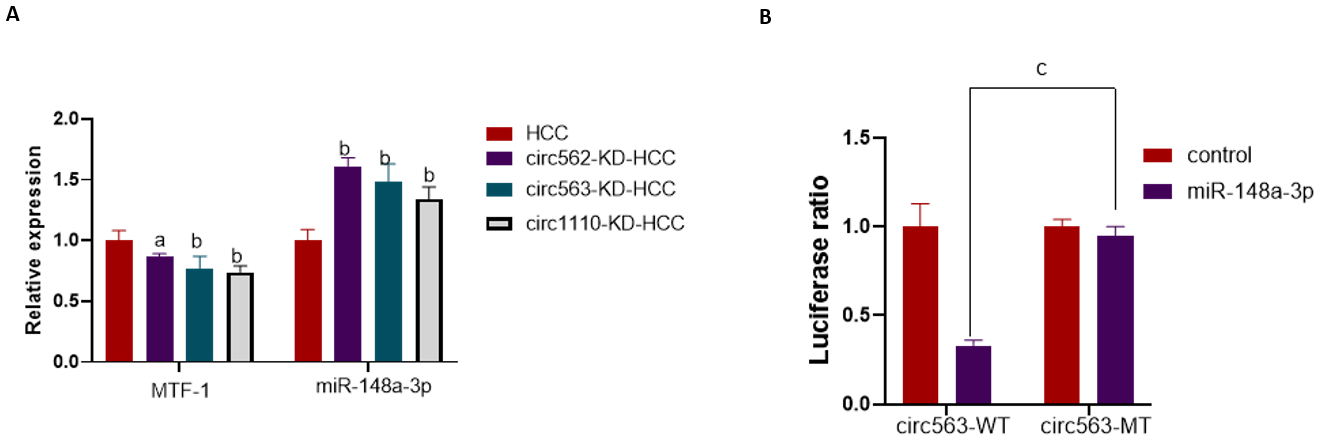 A
Relative expression
2.0
1.5
1.0
0.5
0.0
a
b
b
b
b
b
MTF-1
miR-148a-3p
HCC
circ562-KD-HCC
circ563-KD-HCC
circ1110-KD-HCC
B
c
Luciferase ratio
1.5
1.0
0.5
0.0
circ563-WT
circ563-MT
control
miR-148a-3p